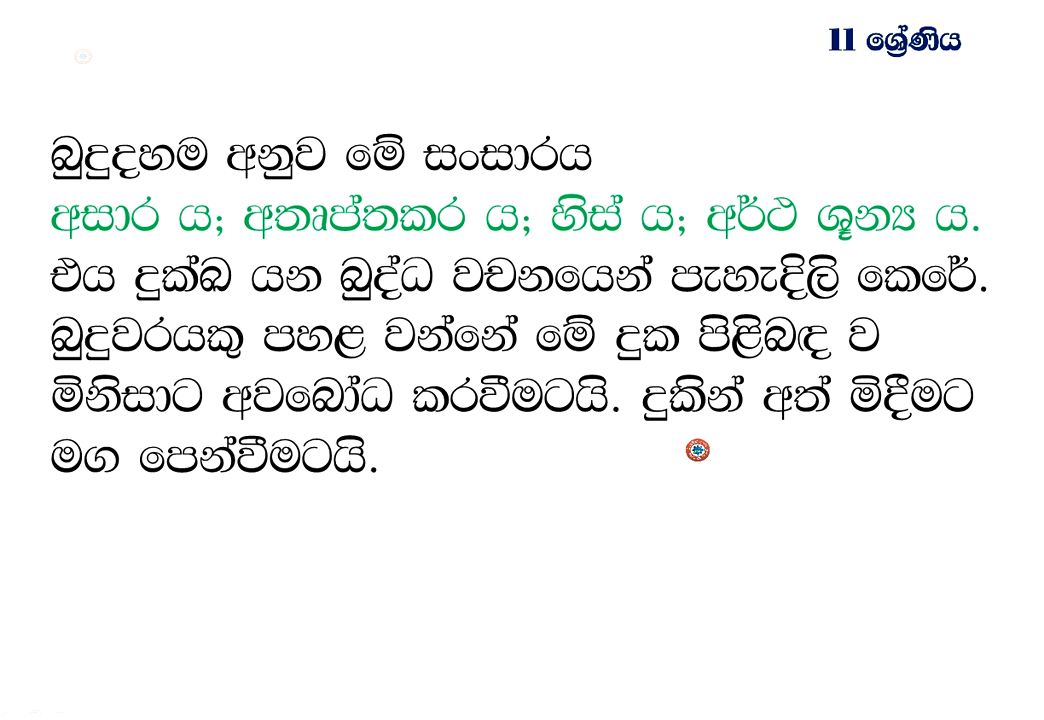 11 ශ්‍රේණිය
බුදුදහම අනුව මේ සංසාරය
අසාර ය; අතෘප්තකර ය; හිස් ය; අර්ථ ශූන්‍ය ය.
එය දුක්ඛ යන බුද්ධ වචනයෙන් පැහැදිලි කෙරේ.
බුදුවරයකු පහළ වන්නේ මේ දුක පිළිබඳ ව
මිනිසාට අවබෝධ කරවීමටයි. දුකින් අත් මිදීමට
මග පෙන්වීමටයි.